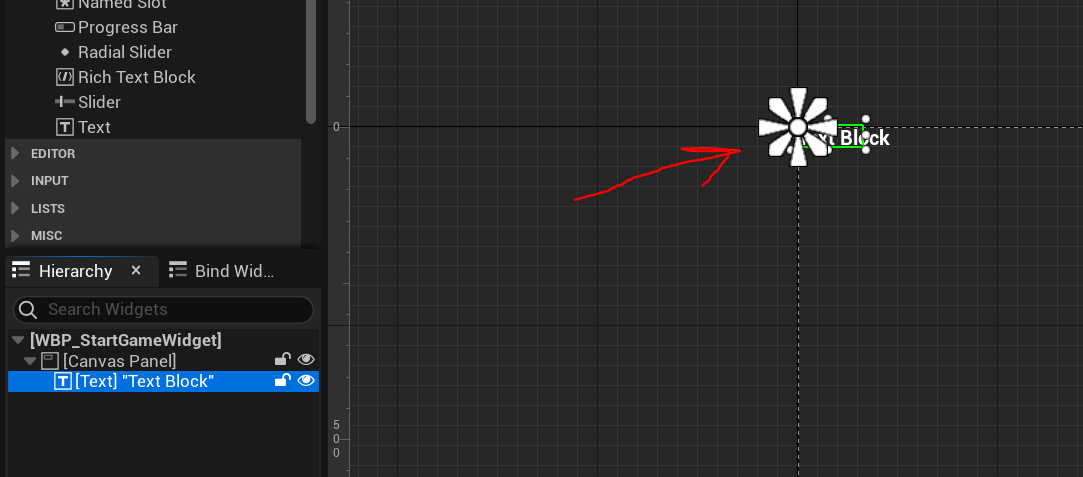 Named Slot
Progress Bar
Radial Slider
Rich Text Block
Slider
Text
EDITOR
INPUT
LISTS
MISC
Hierarchy
Bind Wid...
Search Widgets
[WBP_StartGameWidget]
[Canvas Panel]
[Text] "Text Block"
0
Text Block
500